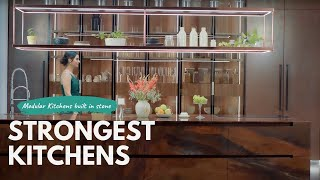 Modular Kitchens built in stone
STRONGEST
KITCHENS